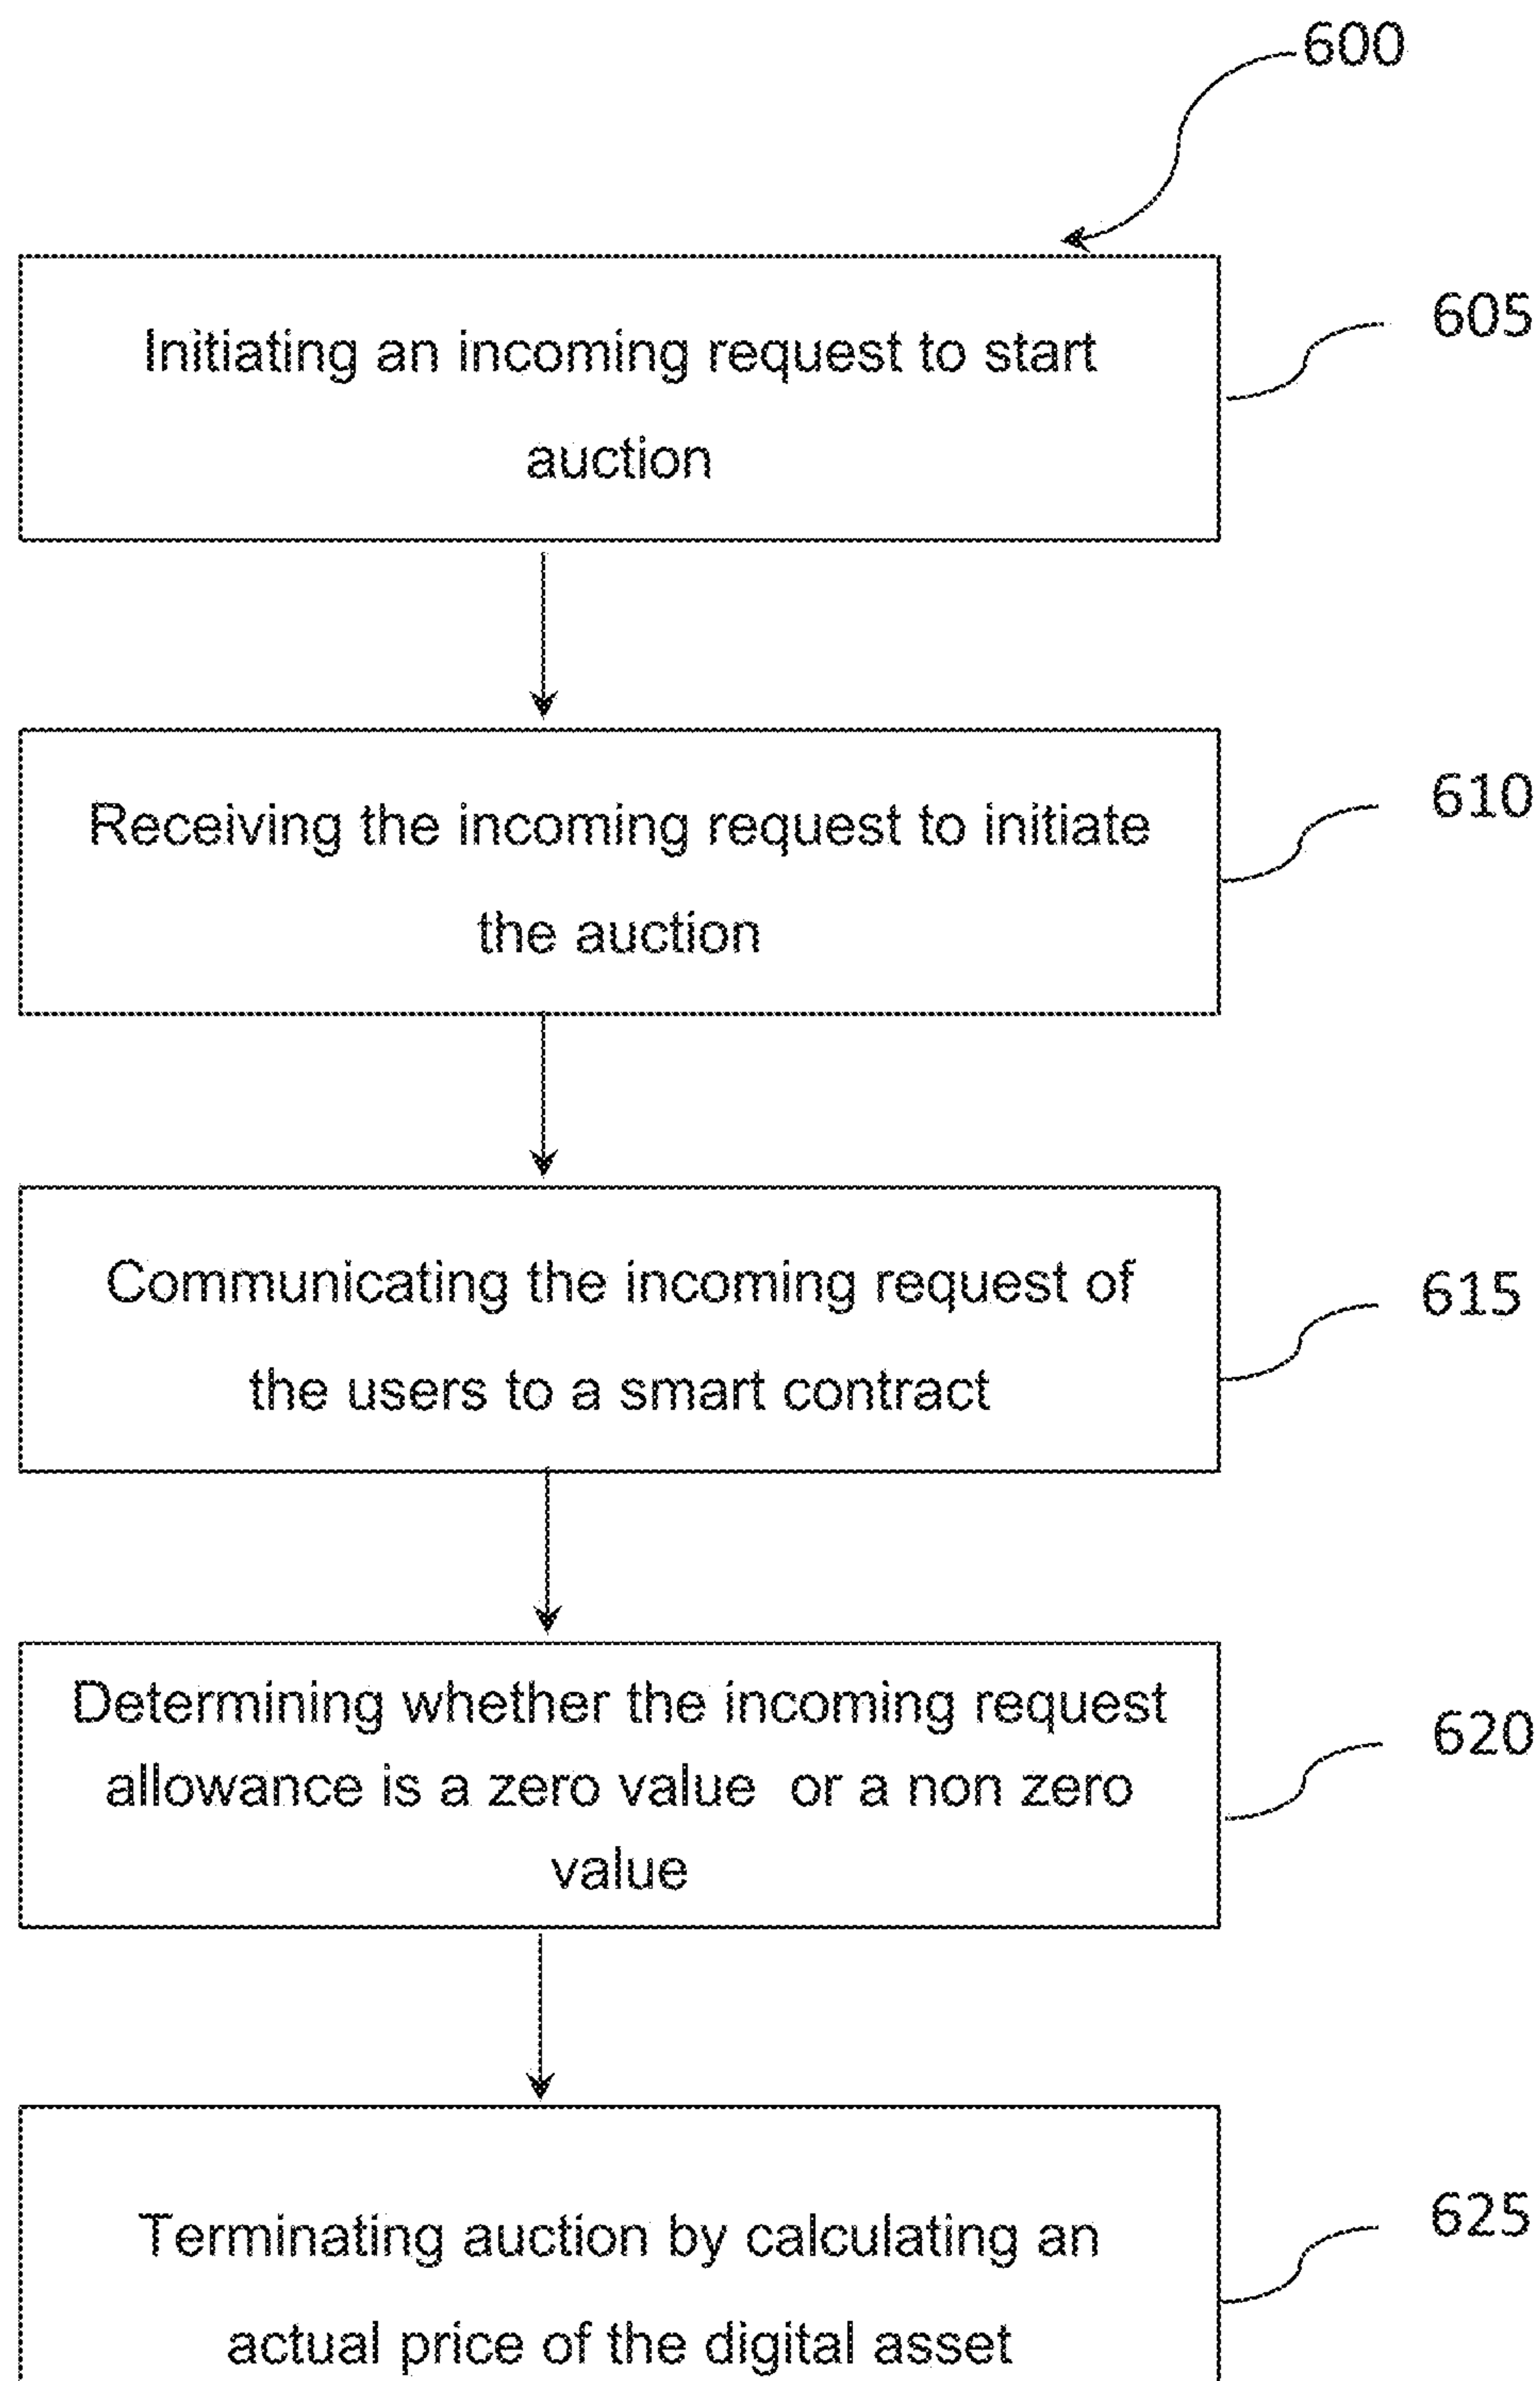 600
Initiating an incoming request to start
auction
605
Receiving the incoming request to initiate
the auction
610
Communicating the incoming request of
the users to a smart contract
615
Determining whether the incoming request
allowance is a zero value or a non zero
value
620
Terminating auction by calculating an
actual price of the digital asset
625